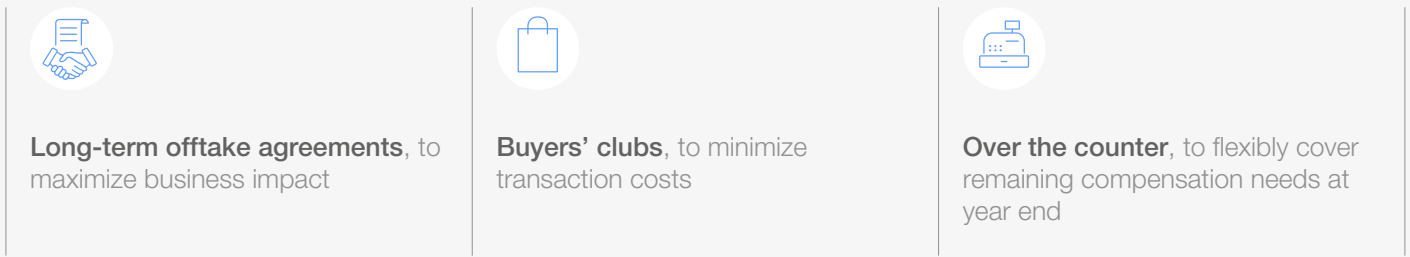 Long-term offtake agreements, to
maximize business impact
Buyers’ clubs, to minimize
transaction costs
Over the counter, to flexibly cover
remaining compensation needs at
year end